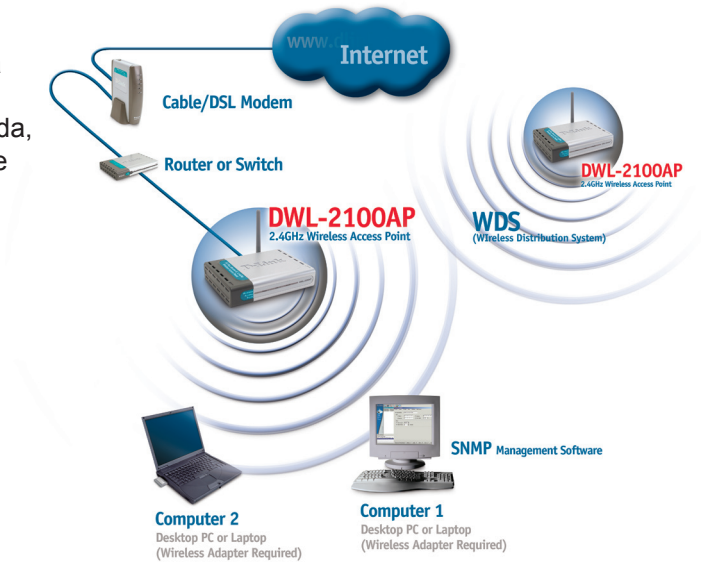 www.
Internet
Cable/DSL Modem
da,
e
Router or Switch
DWL-2100AP
2.4GHz Wireless Access Point
DWL-2100AP
2.4GHz Wireless Access Point
WDS
(WIreless Distribution System)
D-Link
SNMP Management Software
Computer 2
Desktop PC or Laptop
(Wireless Adapter Required)
Computer 1
Desktop PC or Laptop
(Wireless Adapter Required)